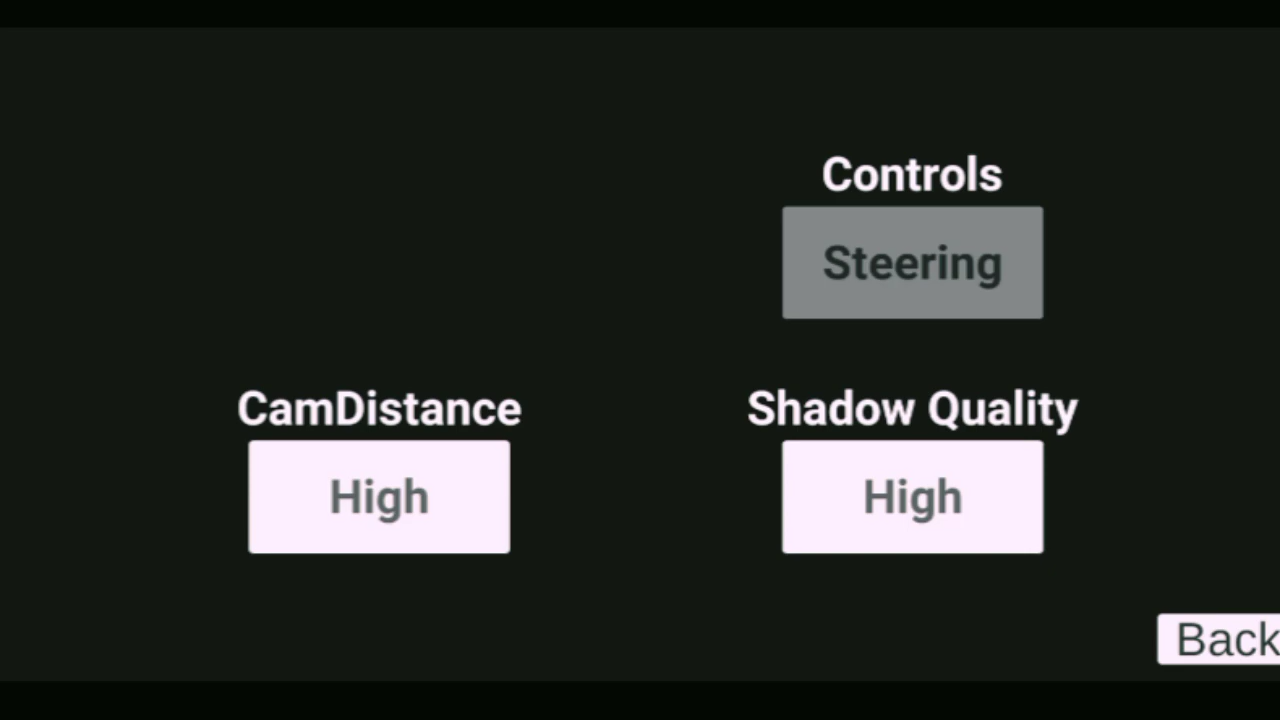 Controls
Steering
CamDistance
High
Shadow Quality
High
Back